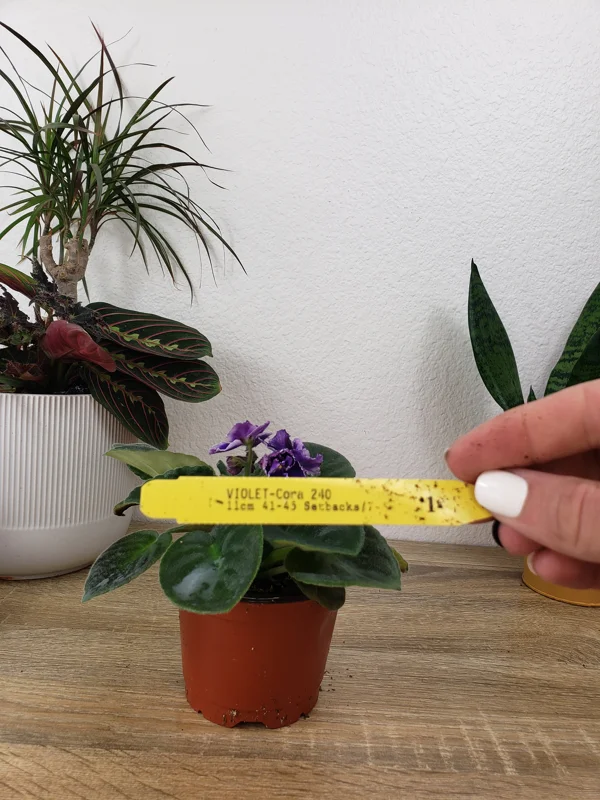 VIOLET-Cora 240
11cm 41-45 Setbacks/7
1